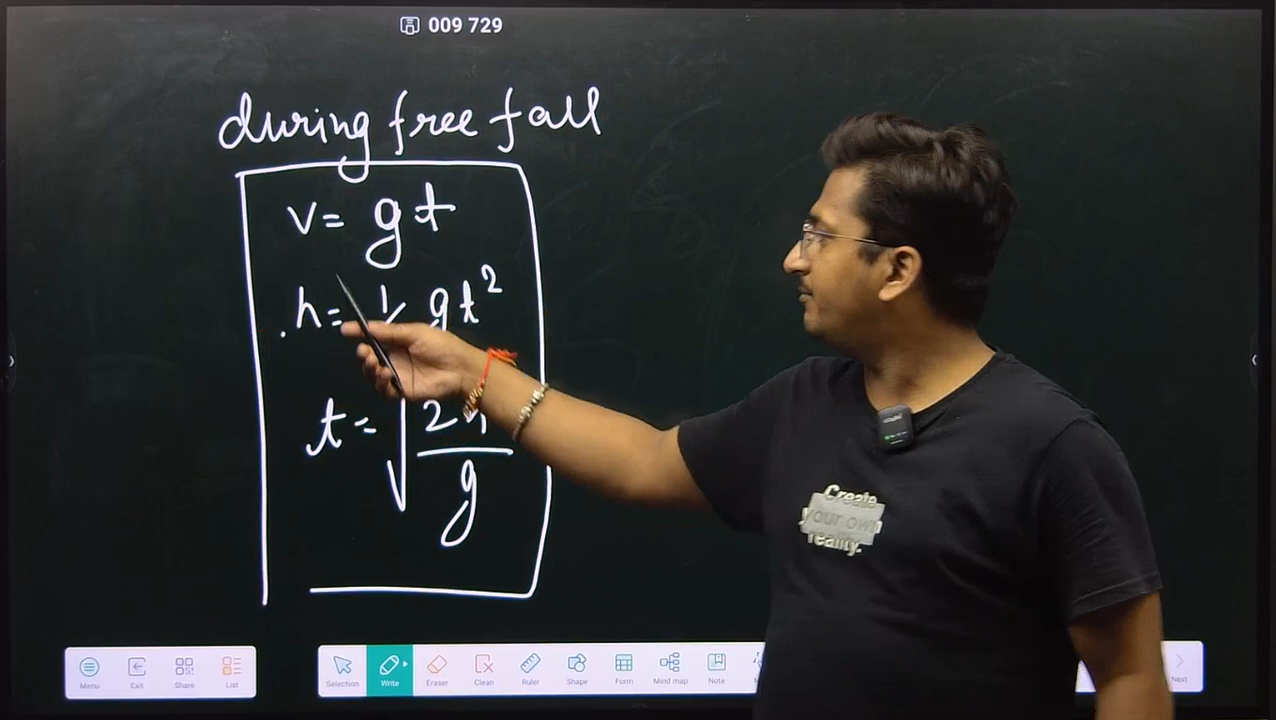 009 729
during free fall
v = gt
h = 1/ gt²
t = √2h/g
Create
your own
reality.
Menu
Exit
Share
List
Selection
Write
Eraser
Clean
Ruler
Shape
Form
Mind map
Note
Next